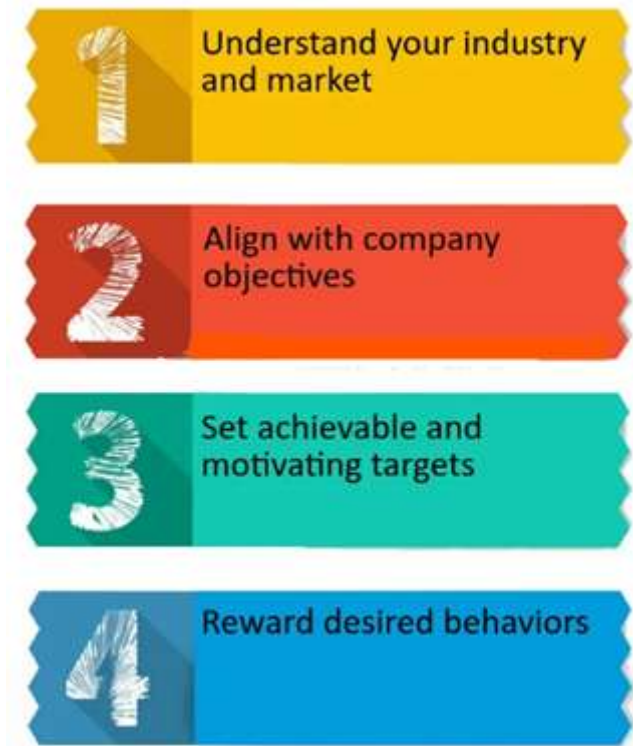 1
Understand your industry
and market
2
Align with company
objectives
3
Set achievable and
motivating targets
4
Reward desired behaviors